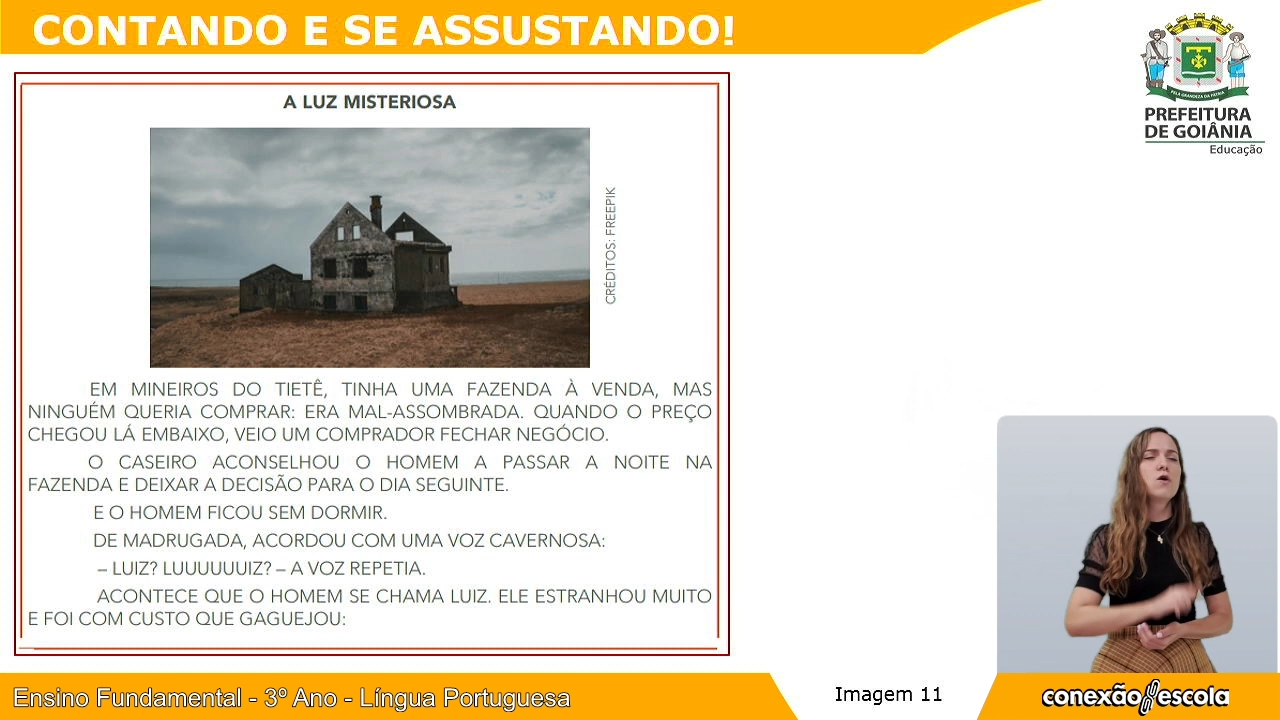 CONTANDO E SE ASSUSTANDO!
PELA GRANDEZA DA PATRIA
PREFEITURA
DE GOIÂNIA
Educação
A LUZ MISTERIOSA
CRÉDITOS: FREEPIK
EM MINEIROS DO TIETÊ, TINHA UMA FAZENDA À VENDA, MAS
NINGUÉM QUERIA COMPRAR: ERA MAL-ASSOMBRADA. QUANDO O PREÇO
CHEGOU LÁ EMBAIXO, VEIO UM COMPRADOR FECHAR NEGÓCIO.
O CASEIRO ACONSELHOU O HOMEM A PASSAR A NOITE NA
FAZENDA E DEIXAR A DECISÃO PARA O DIA SEGUINTE.
E O HOMEM FICOU SEM DORMIR.
DE MADRUGADA, ACORDOU COM UMA VOZ CAVERNOSA:
– LUIZ? LUUUUUUIZ? – A VOZ REPETIA.
ACONTECE QUE O HOMEM SE CHAMA LUIZ. ELE ESTRANHOU MUITO
E FOI COM CUSTO QUE GAGUEJOU:
Ensino Fundamental - 3º Ano - Língua Portuguesa
Imagem 11
conexão escola